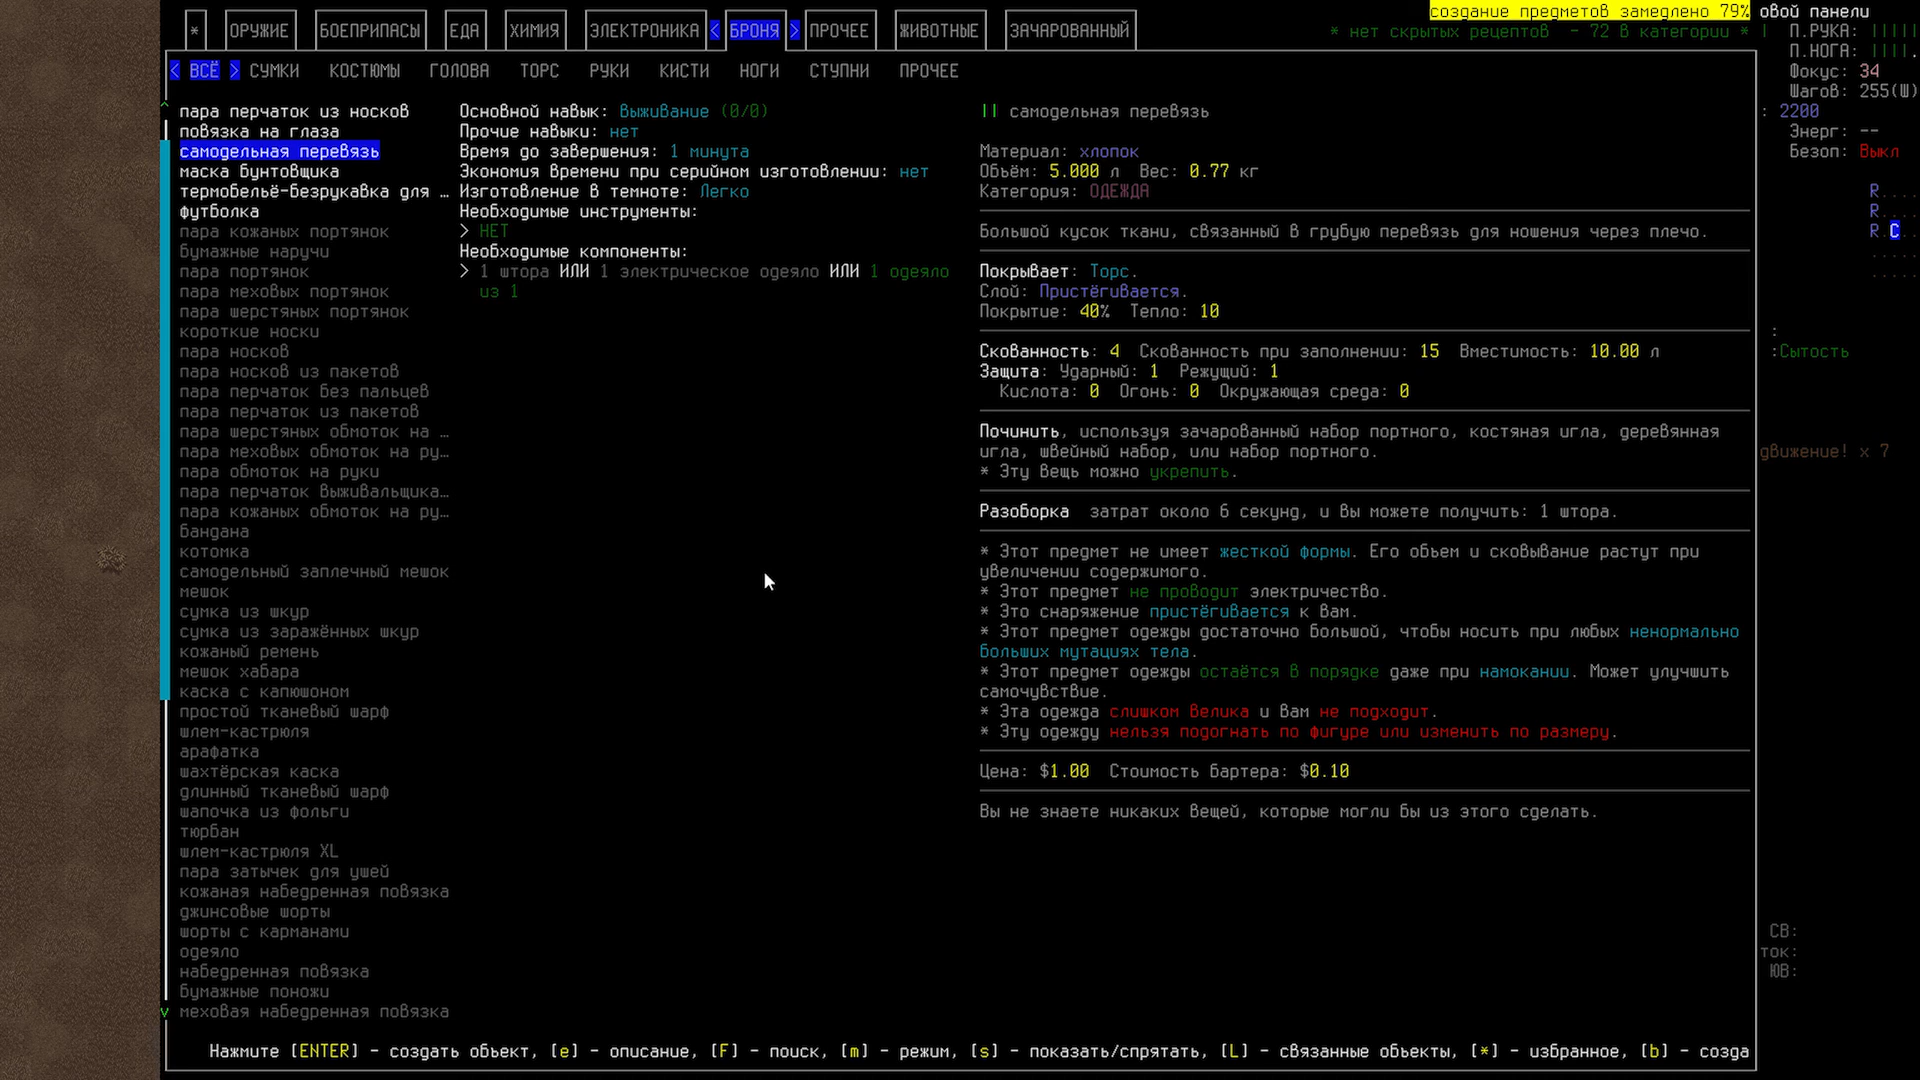 создание предметов замедлено 79% овой панели
* ОРУЖИЕ БОЕПРИПАСЫ ЕДА ХИМИЯ ЭЛЕКТРОНИКА < БРОНЯ > ПРОЧЕЕ ЖИВОТНЫЕ ЗАЧАРОВАННЫЙ
* нет скрытых рецептов - 72 в категории *
П.РУКА: |||||
П.НОГА: ||||.
Фокус: 34
Шагов: 255(W)
: 2200
Энерг: --
Безоп: Выкл
R....
R....
R.C..
.....
.....
:
:Сытость
движение! x 7
СВ:
ток:
ЮВ:
< ВСЁ > СУМКИ КОСТЮМЫ ГОЛОВА ТОРС РУКИ КИСТИ НОГИ СТУПНИ ПРОЧЕЕ
пара перчаток из носков
повязка на глаза
самодельная перевязь
маска бунтовщика
термобельё-безрукавка для …
футболка
пара кожаных портянок
бумажные наручи
пара портянок
пара меховых портянок
пара шерстяных портянок
короткие носки
пара носков
пара носков из пакетов
пара перчаток без пальцев
пара перчаток из пакетов
пара шерстяных обмоток на …
пара меховых обмоток на ру…
пара обмоток на руки
пара перчаток выживальщика…
пара кожаных обмоток на ру…
бандана
котомка
самодельный заплечный мешок
мешок
сумка из шкур
сумка из заражённых шкур
кожаный ремень
мешок хабара
каска с капюшоном
простой тканевый шарф
шлем-кастрюля
арафатка
шахтёрская каска
длинный тканевый шарф
шапочка из фольги
тюрбан
шлем-кастрюля XL
пара затычек для ушей
кожаная набедренная повязка
джинсовые шорты
шорты с карманами
одеяло
набедренная повязка
бумажные поножи
меховая набедренная повязка
Основной навык: выживание (0/0)
Прочие навыки: нет
Время до завершения: 1 минута
Экономия времени при серийном изготовлении: нет
Изготовление в темноте: Легко
Необходимые инструменты:
> НЕТ
Необходимые компоненты:
> 1 штора ИЛИ 1 электрическое одеяло ИЛИ 1 одеяло
из 1
|| самодельная перевязь
Материал: хлопок
Объём: 5.000 л Вес: 0.77 кг
Категория: ОДЕЖДА
Большой кусок ткани, связанный в грубую перевязь для ношения через плечо.
Покрывает: Торс.
Слой: Пристёгивается.
Покрытие: 40% Тепло: 10
Скованность: 4 Скованность при заполнении: 15 Вместимость: 10.00 л
Защита: Ударный: 1 Режущий: 1
Кислота: 0 Огонь: 0 Окружающая среда: 0
Починить, используя зачарованный набор портного, костяная игла, деревянная
игла, швейный набор, или набор портного.
* Эту вещь можно укрепить.
Разборка затрат около 6 секунд, и вы можете получить: 1 штора.
* Этот предмет не имеет жесткой формы. Его объем и сковывание растут при
увеличении содержимого.
* Этот предмет не проводит электричество.
* Это снаряжение пристёгивается к вам.
* Этот предмет одежды достаточно большой, чтобы носить при любых ненормально
больших мутациях тела.
* Этот предмет одежды остаётся в порядке даже при намокании. Может улучшить
самочувствие.
* Эта одежда слишком велика и вам не подходит.
* Эту одежду нельзя подогнать по фигуре или изменить по размеру.
Цена: $1.00 Стоимость бартера: $0.10
Вы не знаете никаких вещей, которые могли бы из этого сделать.
Нажмите [ENTER] - создать объект, [e] - описание, [F] - поиск, [m] - режим, [s] - показать/спрятать, [L] - связанные объекты, [*] - избранное, [b] - созда